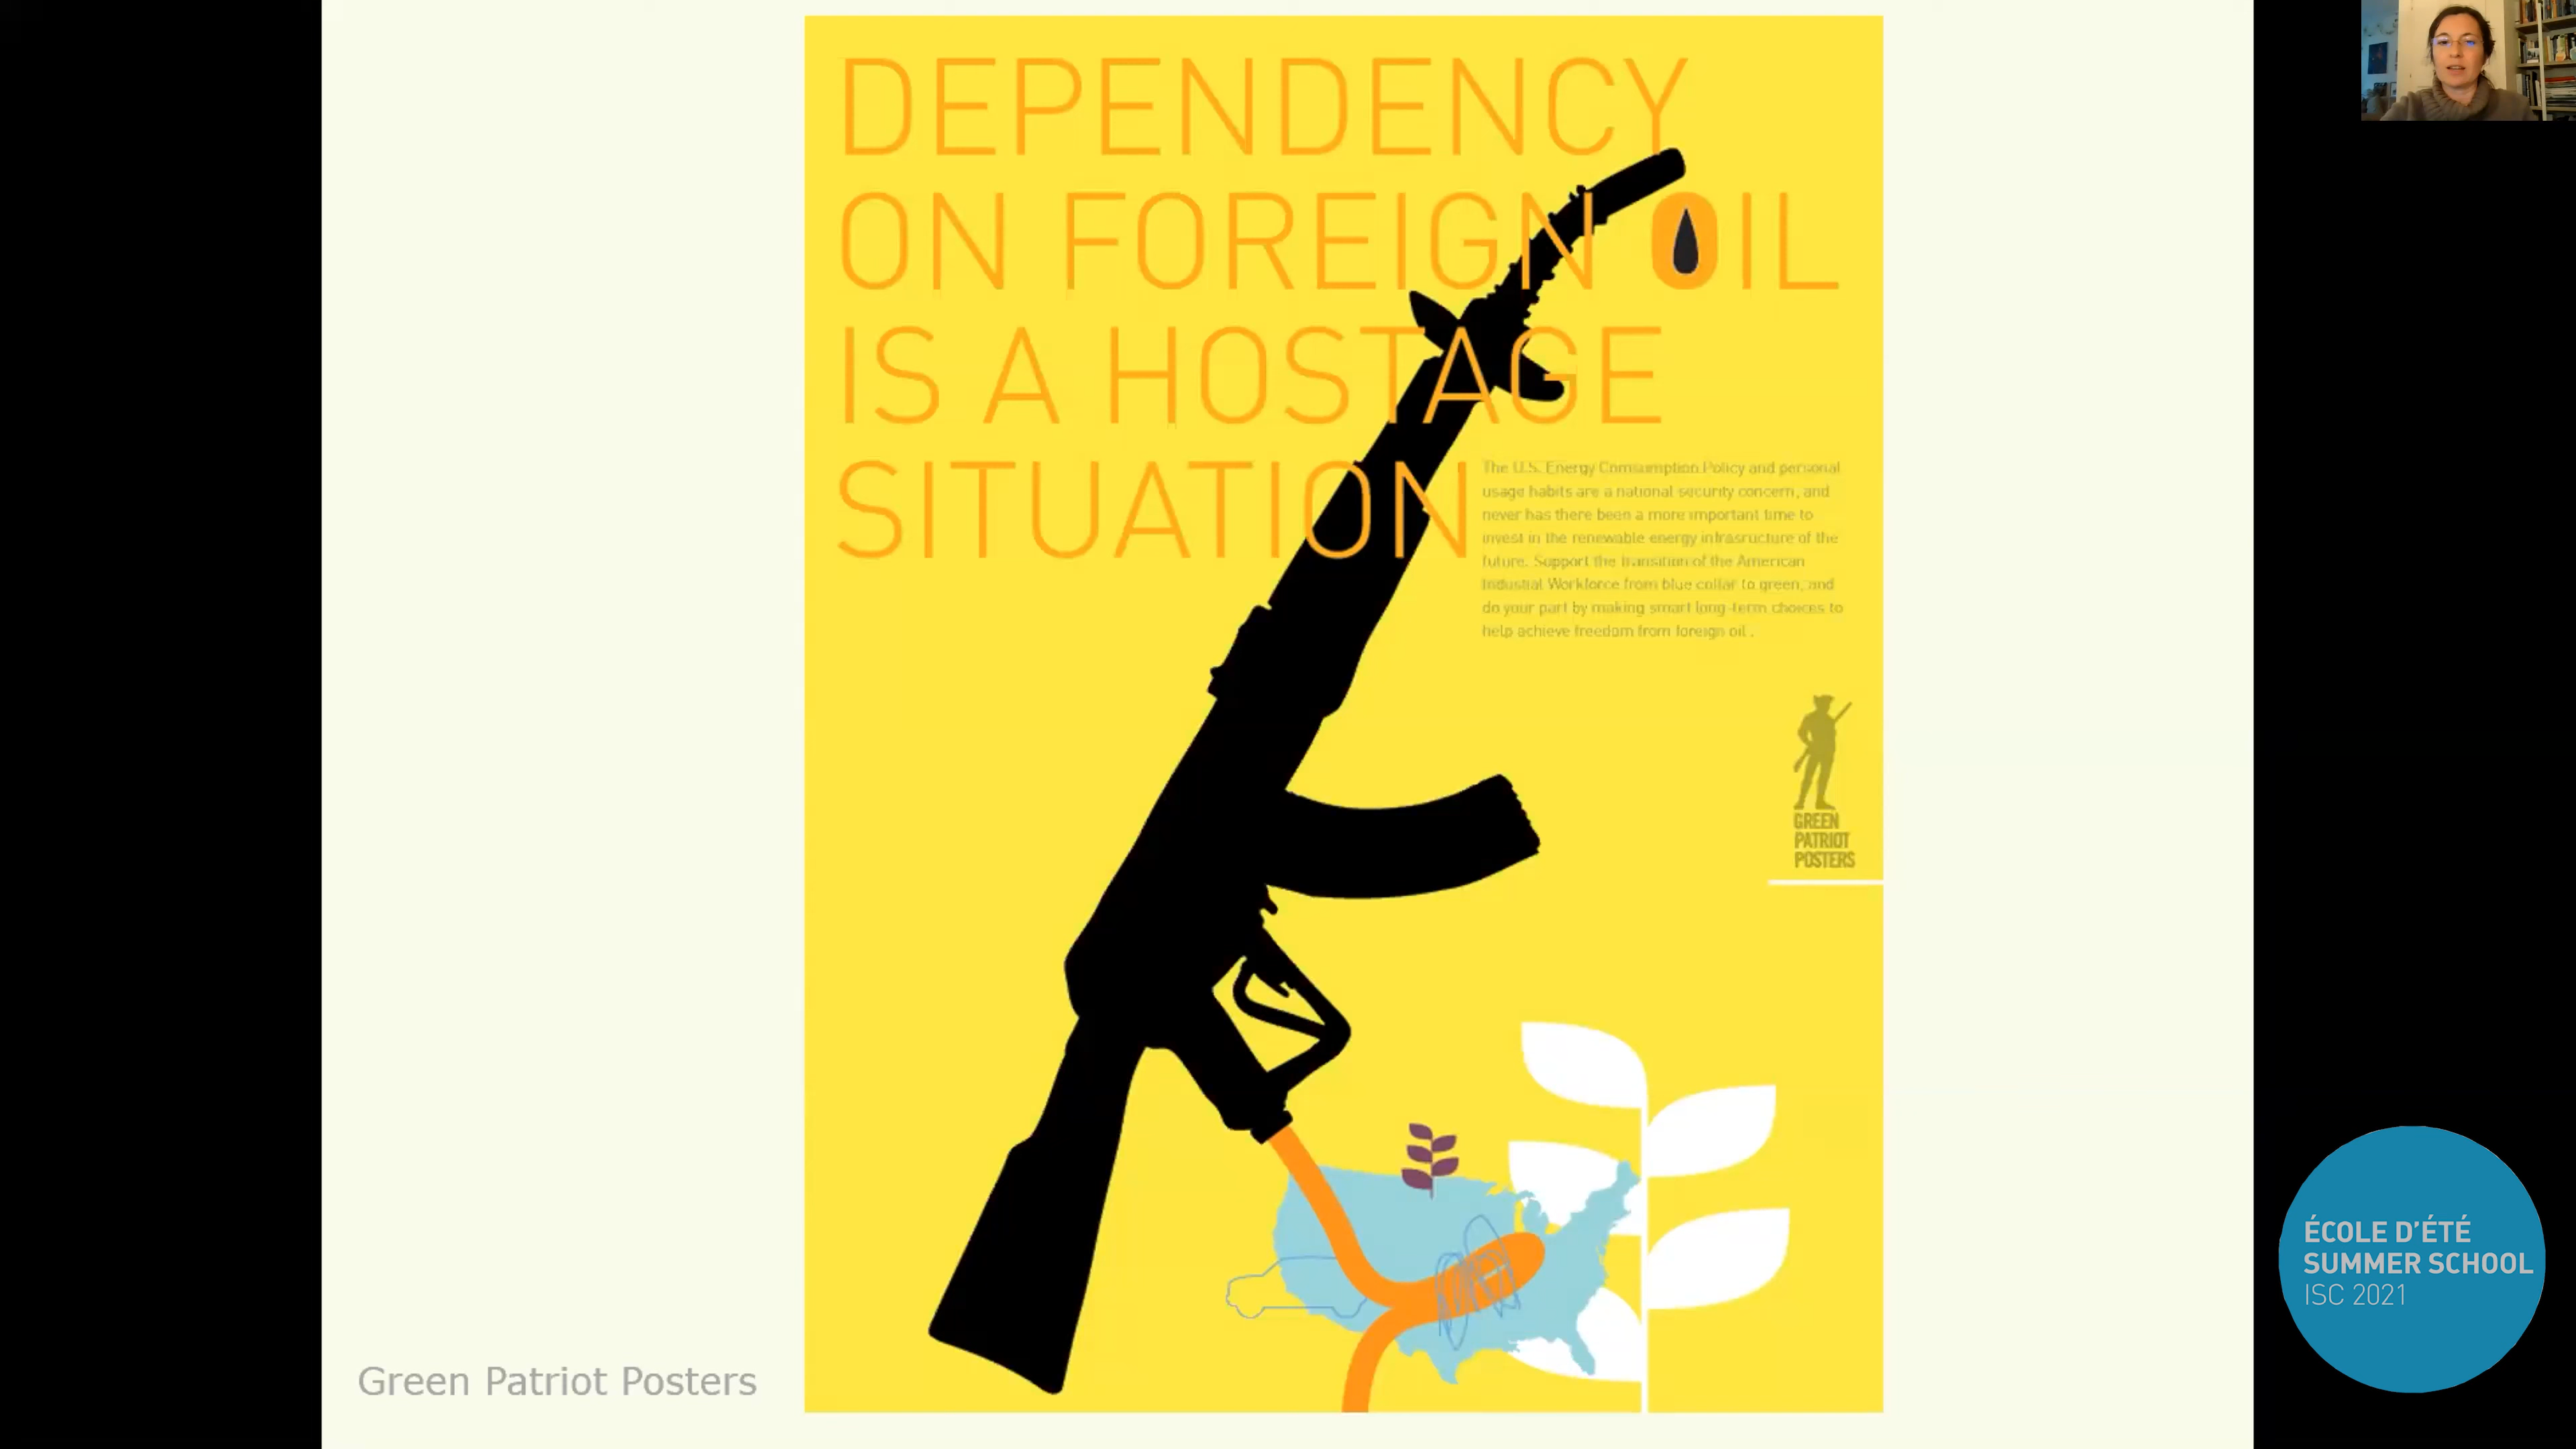 DEPENDENCY
ON FOREIGN OIL
IS A HOSTAGE
SITUATION
The U.S. Energy Comsumption Policy and personal
usage habits are a national security concern, and
never has there been a more important time to
invest in the renewable energy infrasructure of the
future. Support the transition of the American
Industial Workforce from blue collar to green, and
do your part by making smart long-term choices to
help achieve freedom from foreign oil .
GREEN
PATRIOT
POSTERS
Green Patriot Posters
ÉCOLE D'ÉTÉ
SUMMER SCHOOL
ISC 2021